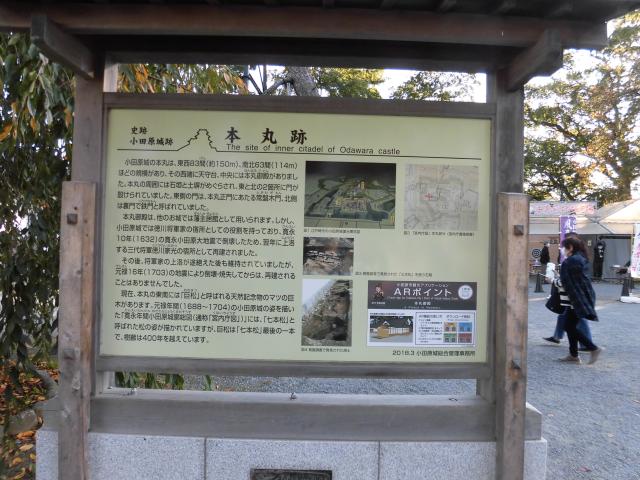 史跡
小田原城跡
本丸跡
The site of inner citadel of Odawara castle
小田原城の本丸は、東西83間(約150m)、南北63間(114m)
ほどの規模があり、その西端に天守台、中央には本丸御殿がありまし
た。本丸の周囲には石垣と土塀がめぐらされ、東と北の2箇所に門が
設けられていました。東側の門は、本丸正門にあたる常盤木門、北側
は裏門で鉄門と呼ばれていました。
本丸御殿は、他のお城では藩主居館として用いられます。しかし、
小田原城では徳川将軍家の宿所としての役割を持っており、寛永
10年(1632)の寛永小田原大地震で倒壊したため、翌年に上洛
する三代将軍徳川家光の宿所として再建されました。
その後、将軍家の上洛が途絶えた後も維持されていましたが、
元禄16年(1703)の地震により倒壊・焼失してからは、再建される
ことはありませんでした。
現在、本丸の東南には「巨松」と呼ばれる天然記念物のマツの巨
木があります。元禄年間(1688~1704)の小田原城の姿を描い
た「寛永年間小田原城廓総図(通称「宮内庁図」)」には、「七本松」と
呼ばれた松の姿が描かれていますが、巨松は「七本松」最後の一本
で、樹齢は400年を超えています。
ARポイント
本丸御殿
2016.3 小田原城総合管理事務所